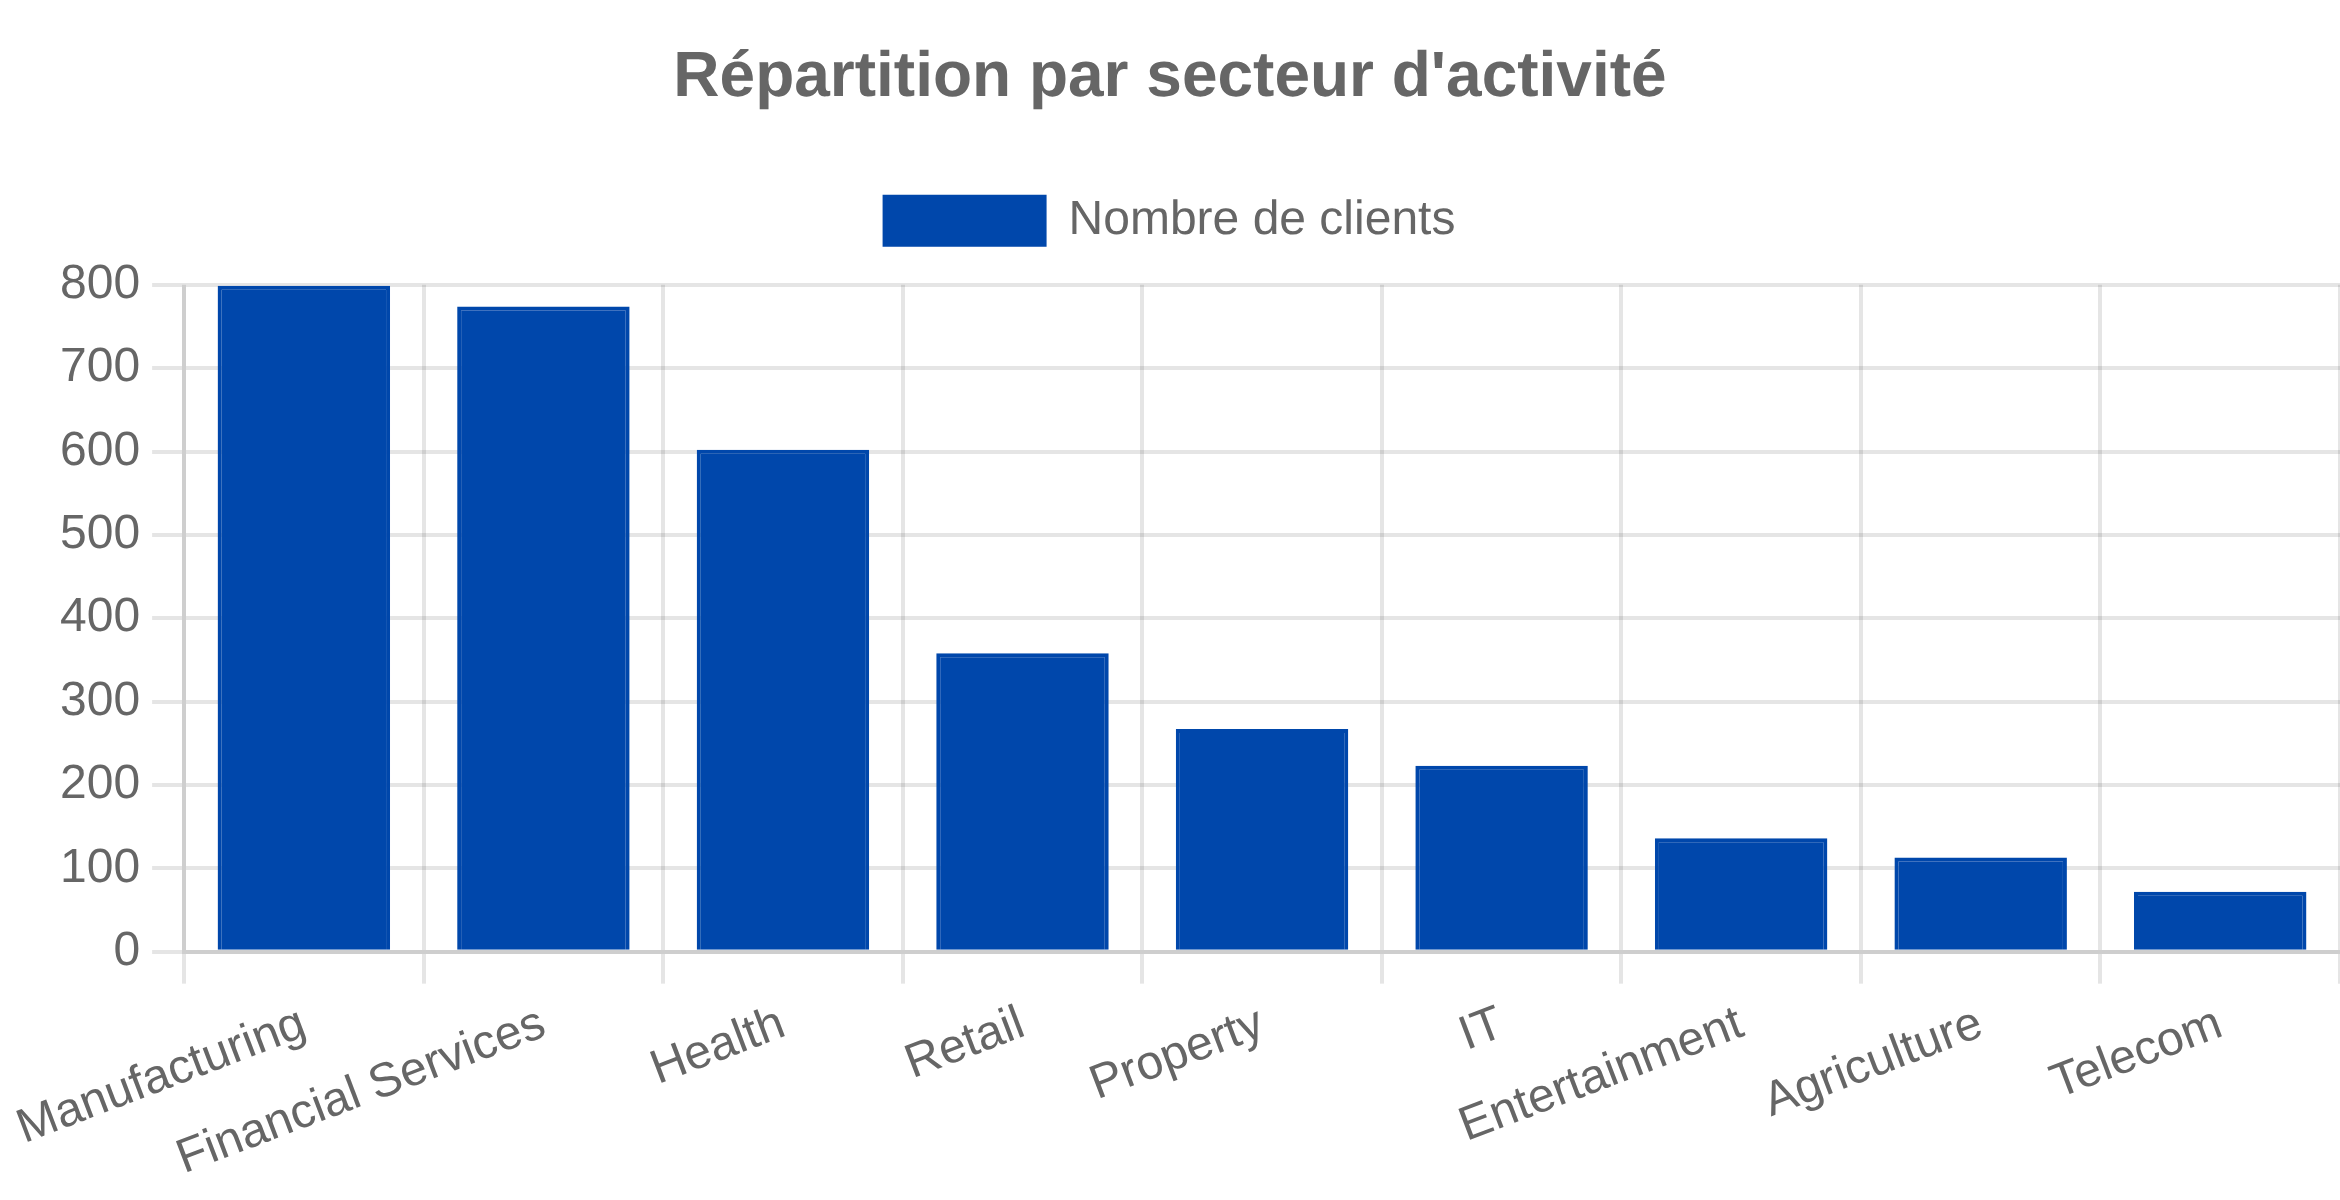 Répartition par secteur d'activité
Nombre de clients
800
700
600
500
400
300
200
100
0
Manufacturing
Financial Services
Health
Retail
Property
IT
Entertainment
Agriculture
Telecom